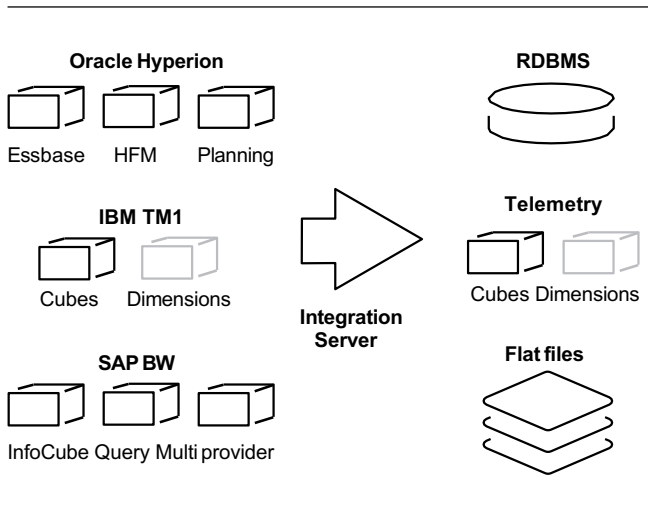 Oracle Hyperion
Essbase HFM Planning
IBM TM1
Cubes Dimensions
SAP BW
InfoCube Query Multi provider
Integration
Server
RDBMS
Telemetry
Cubes Dimensions
Flat files